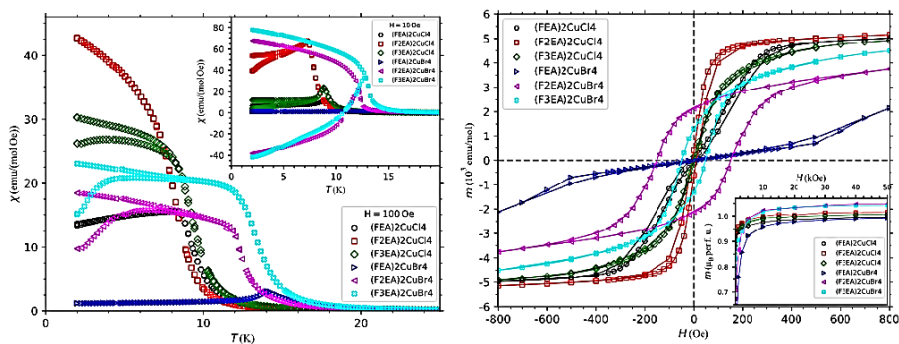 χ(emu/(mol Oe))
40
30
20
10
0
0
10
20
T(K)
H = 100 Oe
(FEA)2CuCl4
(F2EA)2CuCl4
(F3EA)2CuCl4
(FEA)2CuBr4
(F2EA)2CuBr4
(F3EA)2CuBr4
χ(emu/(mol Oe))
80
60
40
20
0
-20
-40
0
5
10
15
20
T(K)
H = 10 Oe
(FEA)2CuCl4
(F2EA)2CuCl4
(F3EA)2CuCl4
(FEA)2CuBr4
(F2EA)2CuBr4
(F3EA)2CuBr4
m(10³ emu/mol)
6
5
4
3
2
1
0
-1
-2
-3
-4
-5
-6
-800
-600
-400
-200
0
200
400
600
800
H(Oe)
(FEA)2CuCl4
(F2EA)2CuCl4
(F3EA)2CuCl4
(FEA)2CuBr4
(F2EA)2CuBr4
(F3EA)2CuBr4
H(kOe)
10
20
30
40
50
m(μB per f. u.)
1.0
0.9
0.8
0.7
(FEA)2CuCl4
(F2EA)2CuCl4
(F3EA)2CuCl4
(FEA)2CuBr4
(F2EA)2CuBr4
(F3EA)2CuBr4